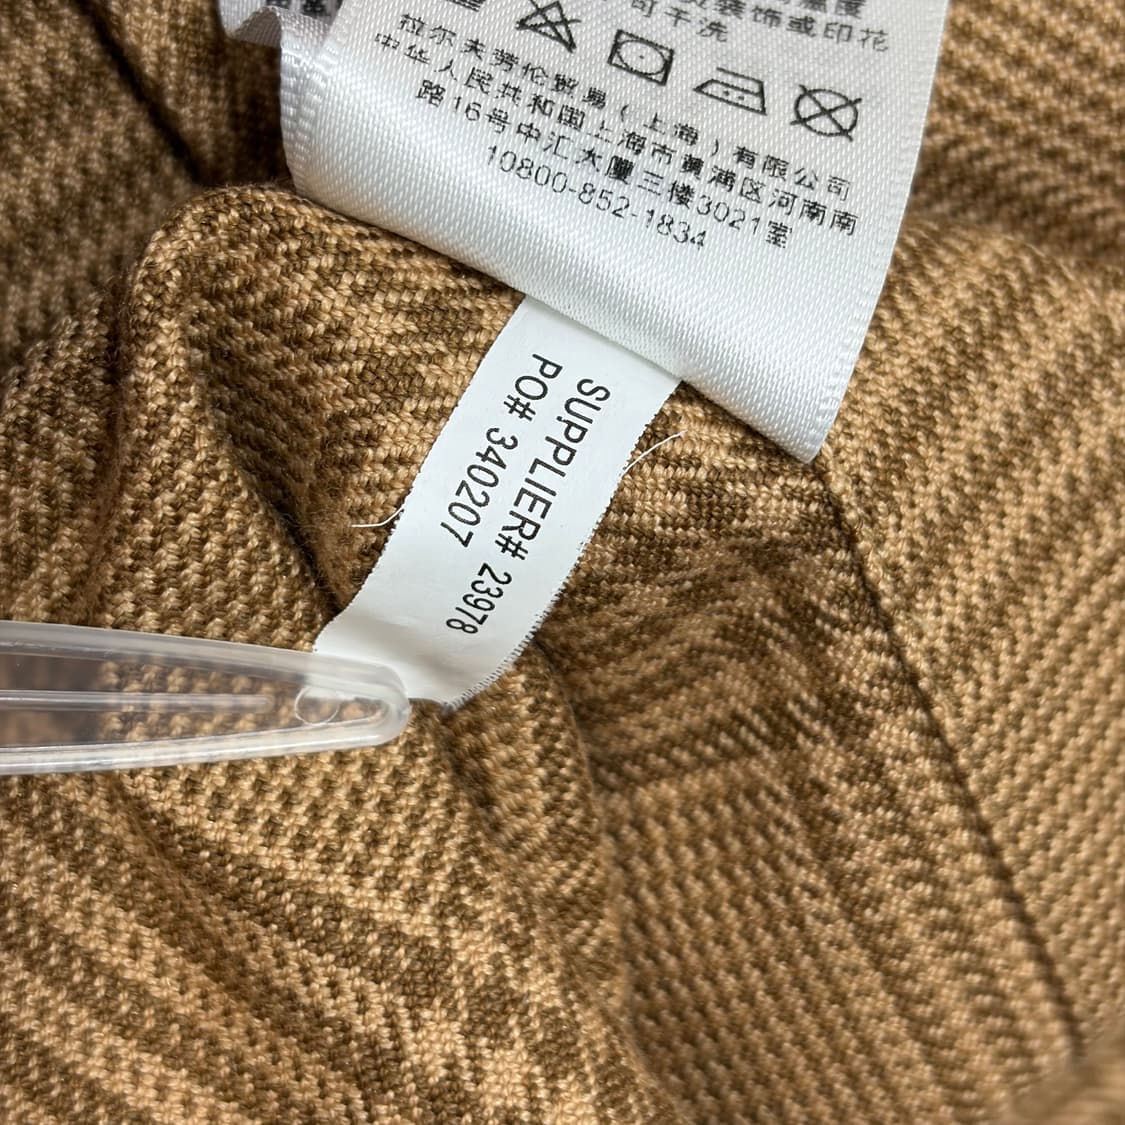 装饰或印花
可干洗
拉尔夫劳伦贸易(上海)有限公司
中华人民共和国上海市黄浦区河南南
路16号中汇大厦三楼3021室
10800-852-1834
SUPPLIER# 23978
PO# 340207